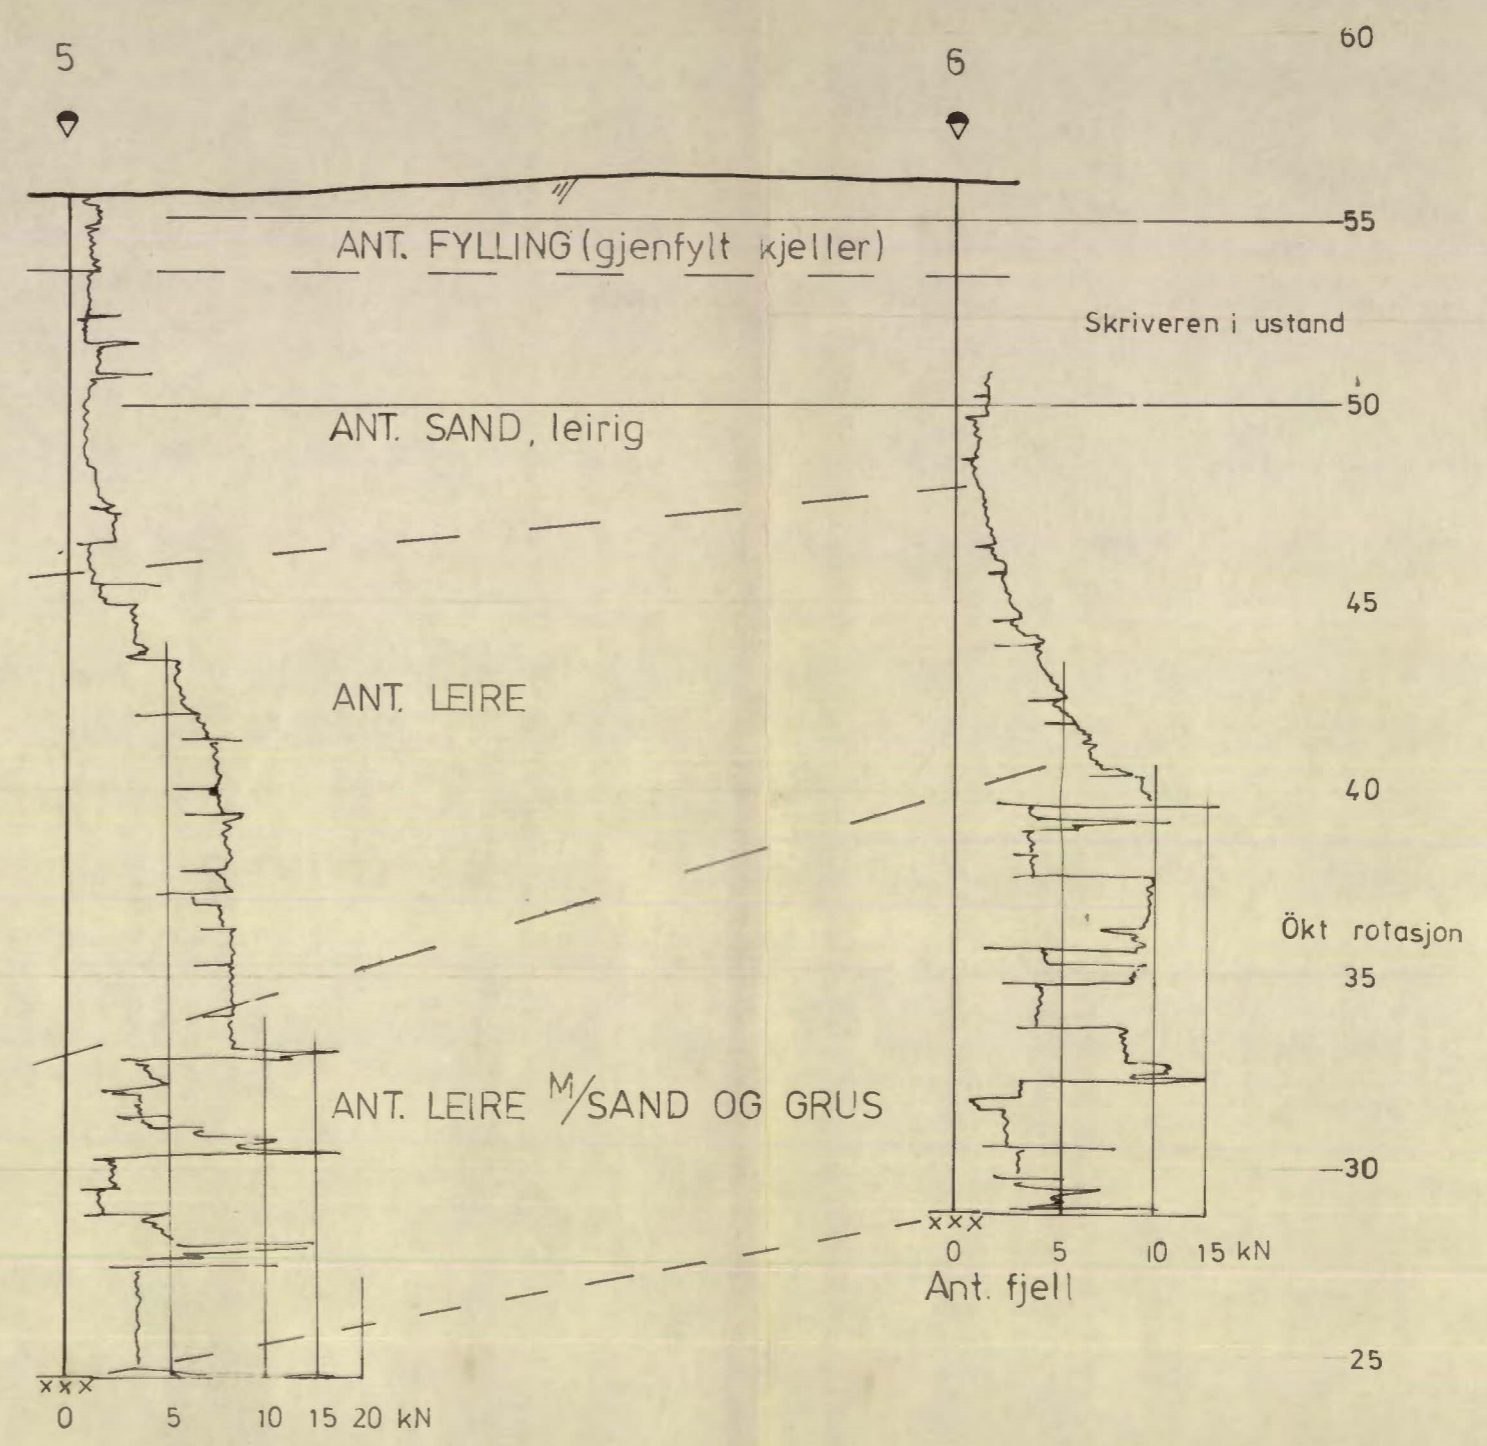 60
5
6
55
ANT. FYLLING (gjenfylt kjeller)
Skriveren i ustand
50
ANT. SAND, leirig
45
ANT. LEIRE
40
Ökt rotasjon
35
ANT. LEIRE M/SAND OG GRUS
30
xxx
0 5 10 15 kN
Ant. fjell
25
xxx
0 5 10 15 20 kN